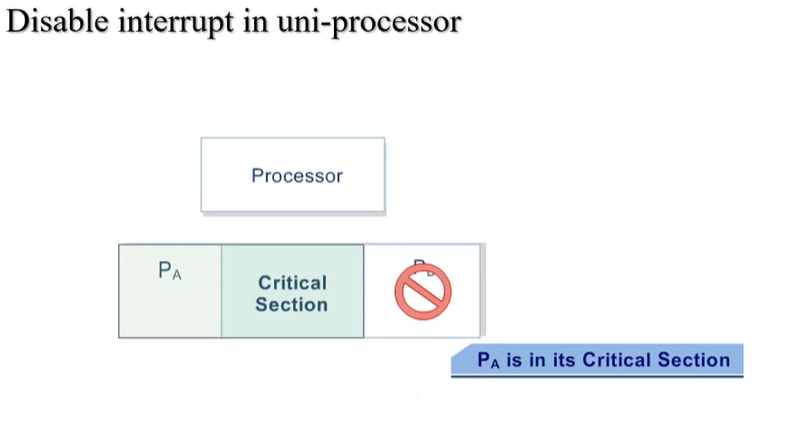 Disable interrupt in uni-processor
Processor
PA
Critical
Section
PA is in its Critical Section